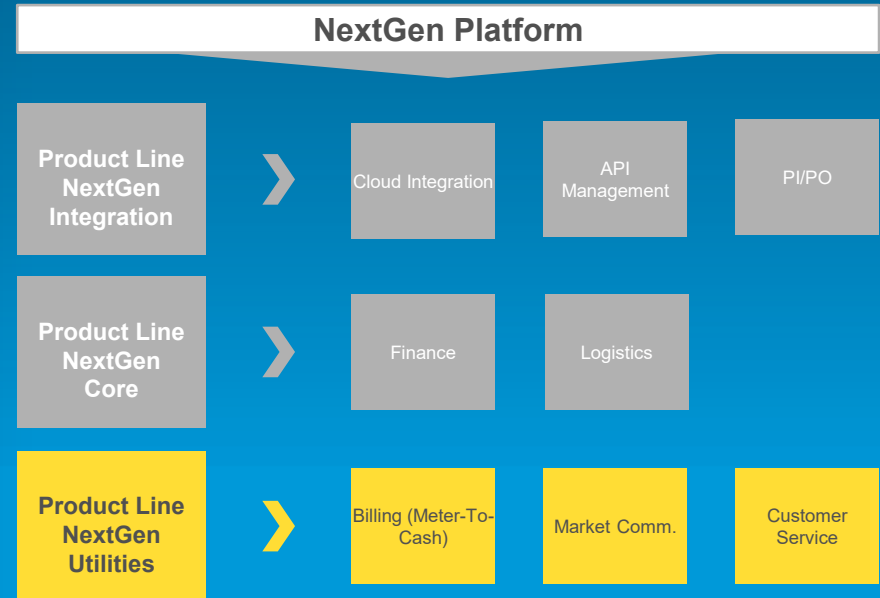 NextGen Platform
Product Line
NextGen
Integration
Cloud Integration
API
Management
PI/PO
Product Line
NextGen
Core
Finance
Logistics
Product Line
NextGen
Utilities
Billing (Meter-To-
Cash)
Market Comm.
Customer
Service